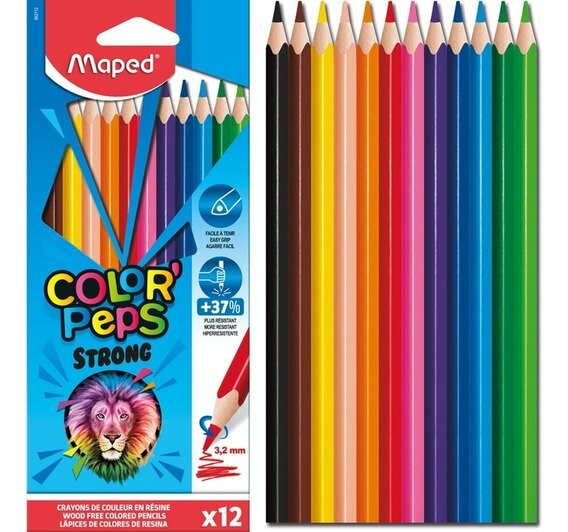 862712
Maped
FACILE À TENIR
EASY GRIP
AGARRE FÁCIL
+37%
PLUS RÉSISTANT
MORE RESISTANT
HIPERRESISTENTE
COLOR'
PePS
STRONG
3,2 mm
CRAYONS DE COULEUR EN RÉSINE
WOOD FREE COLORED PENCILS
LÁPICES DE COLORES DE RESINA
x12